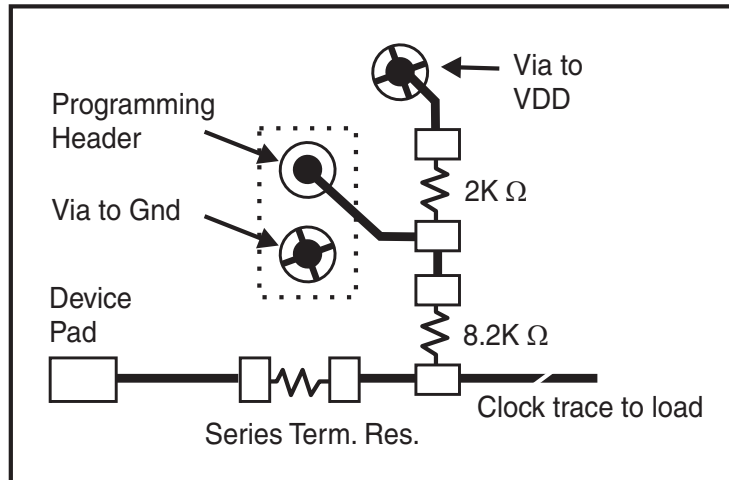 Via to
VDD
Programming
Header
2K Ω
Via to Gnd
Device
Pad
8.2K Ω
Clock trace to load
Series Term. Res.